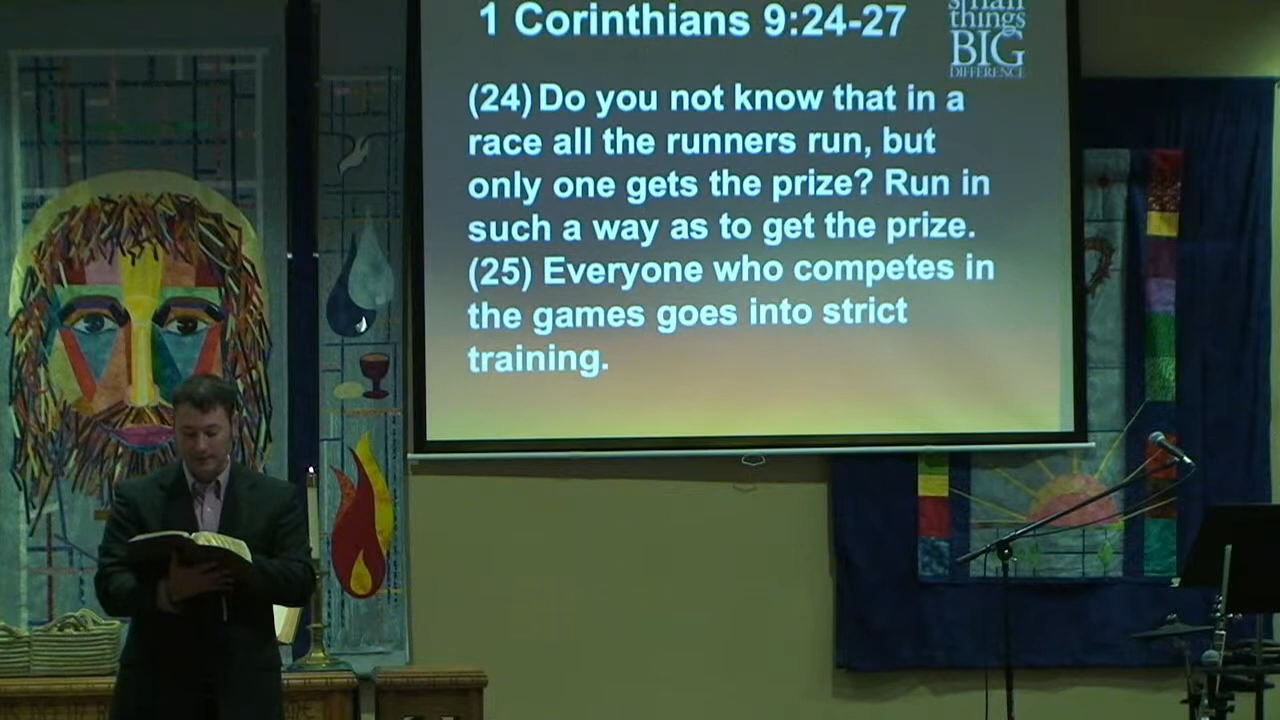 1 Corinthians 9:24-27
small
things
BIG
DIFFERENCE
(24) Do you not know that in a
race all the runners run, but
only one gets the prize? Run in
such a way as to get the prize.
(25) Everyone who competes in
the games goes into strict
training.